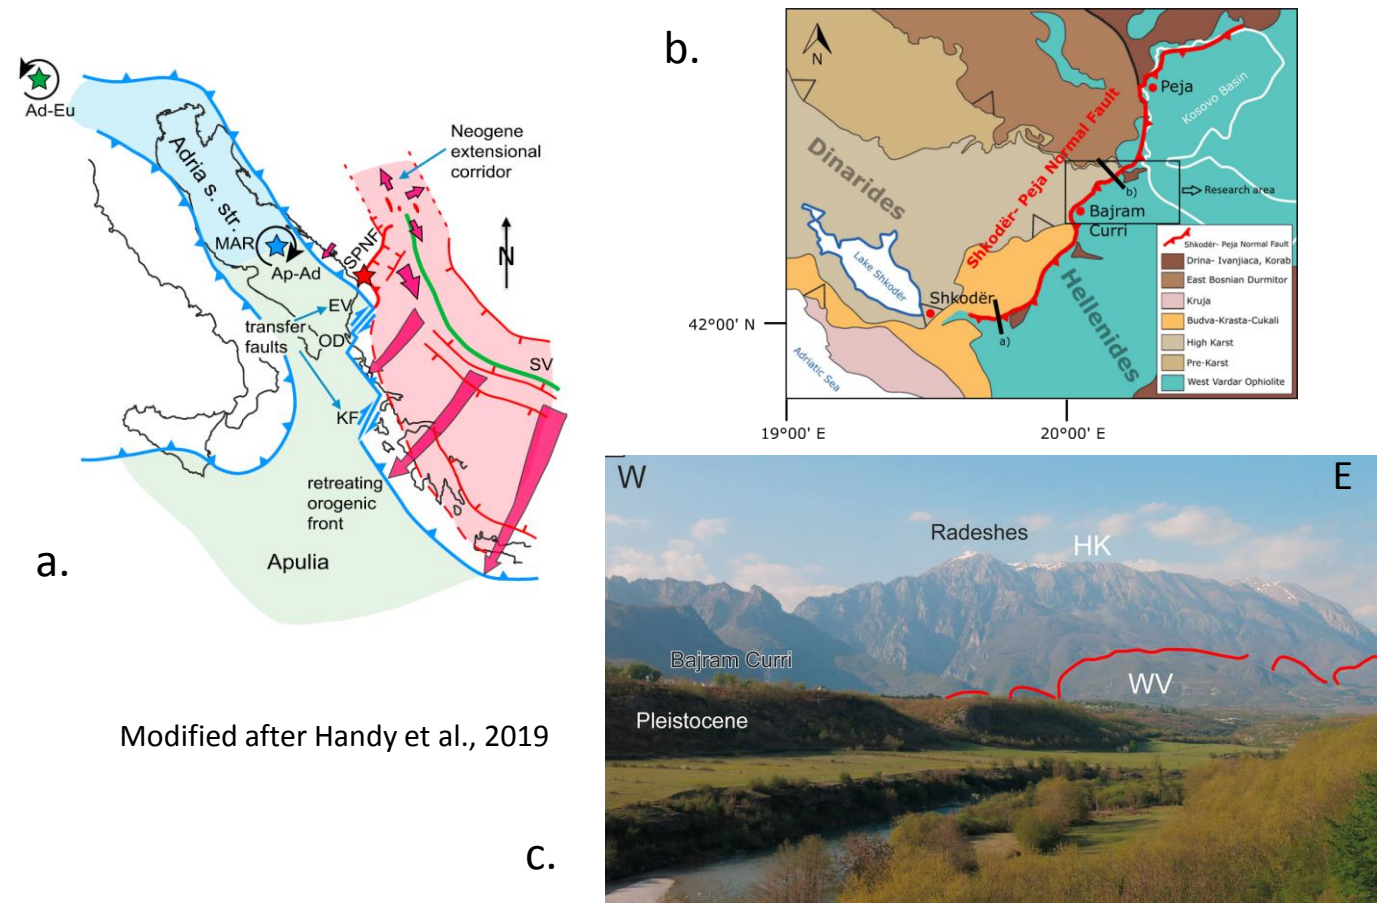 a.
Ad-Eu
Adria s. str.
MAR
Ap-Ad
Neogene
extensional
corridor
N
SPNF
EV
transfer
faults
OD
SV
KF
retreating
orogenic
front
Apulia
Modified after Handy et al., 2019
b.
N
Peja
Kosovo Basin
Dinarides
Shkodër- Peja Normal Fault
b)
Research area
Bajram
Curri
Lake Shkodër
Shkodër
Hellenides
a)
Adriatic Sea
42°00' N
19°00' E
20°00' E
Shkodër- Peja Normal Fault
Drina- Ivanjiaca, Korab
East Bosnian Durmitor
Kruja
Budva-Krasta-Cukali
High Karst
Pre-Karst
West Vardar Ophiolite
c.
W
E
Radeshes
HK
Bajram Curri
WV
Pleistocene